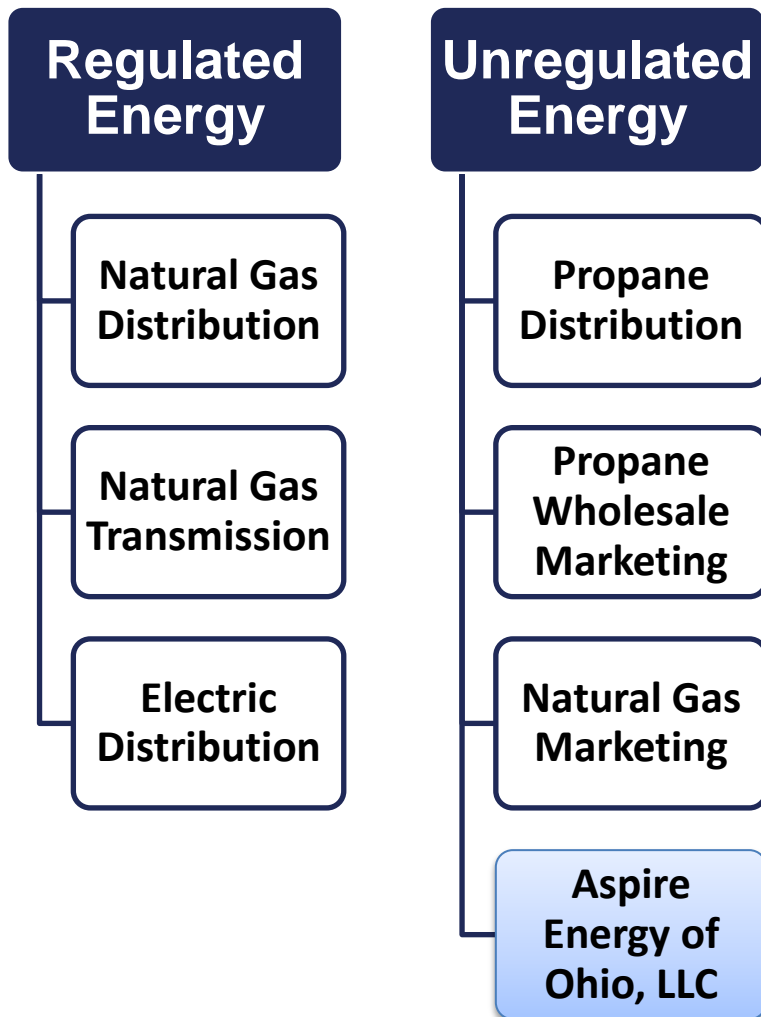 Regulated
Energy
Natural Gas
Distribution
Natural Gas
Transmission
Electric
Distribution
Unregulated
Energy
Propane
Distribution
Propane
Wholesale
Marketing
Natural Gas
Marketing
Aspire
Energy of
Ohio, LLC